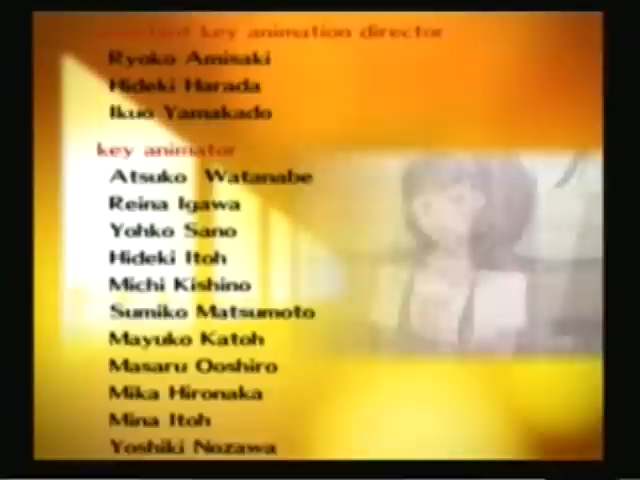 assistant key animation director
Ryoko Amisaki
Hideki Harada
Ikuo Yamakado
key animator
Atsuko Watanabe
Reina Igawa
Yohko Sano
Hideki Itoh
Michi Kishino
Sumiko Matsumoto
Mayuko Katoh
Masaru Ooshiro
Mika Hironaka
Mina Itoh
Yoshiki Nozawa